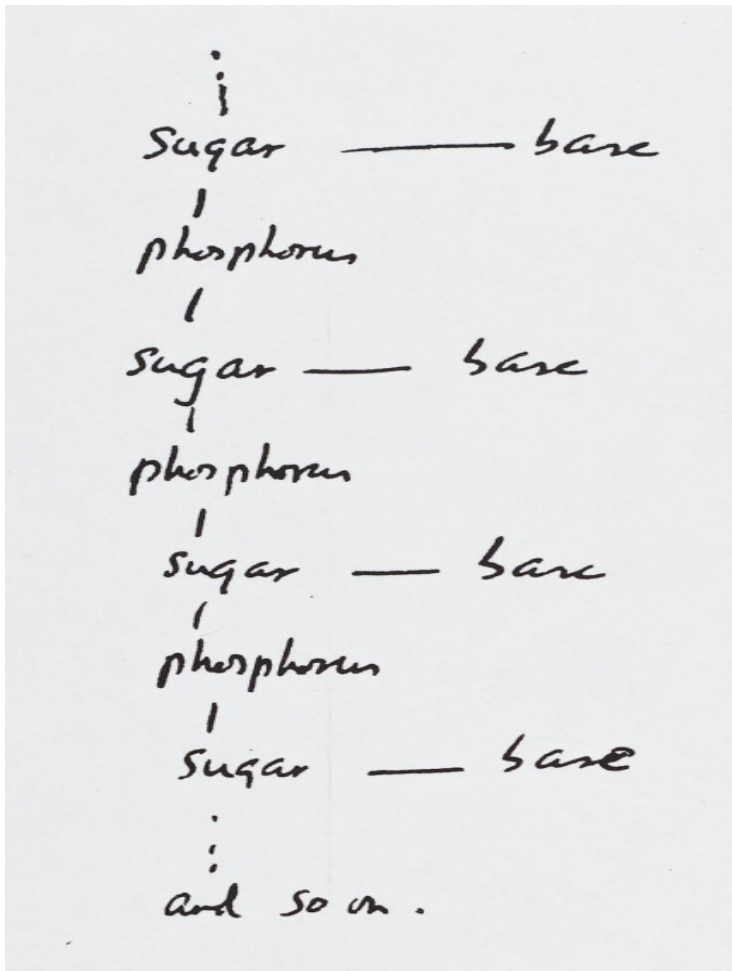 sugar — base
phosphorus
sugar — base
phosphorus
sugar — base
phosphorus
sugar — base
and so on.